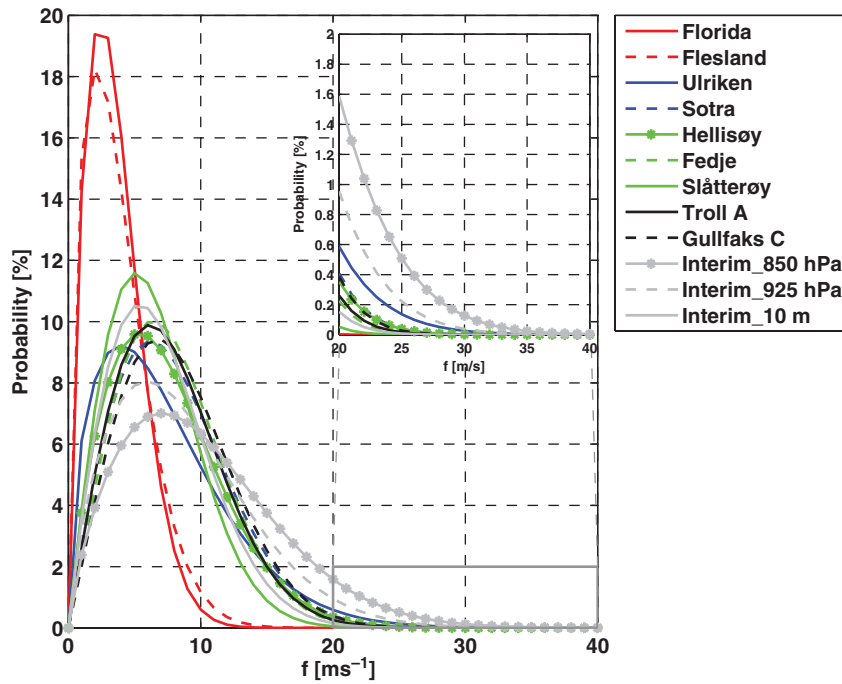 20
18
16
14
12
10
8
6
4
2
0
Probability [%]
0
10
20
30
40
f [ms⁻¹]
2
1.8
1.6
1.4
1.2
1
0.8
0.6
0.4
0.2
0
Probability [%]
20
25
30
35
40
f [m/s]
Florida
Flesland
Ulriken
Sotra
Hellisøy
Fedje
Slåtterøy
Troll A
Gullfaks C
Interim_850 hPa
Interim_925 hPa
Interim_10 m